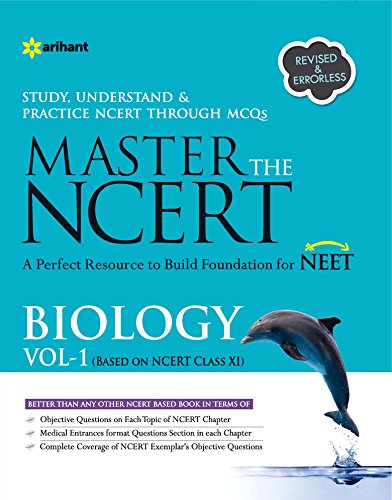 arihant
REVISED &
ERRORLESS
STUDY, UNDERSTAND &
PRACTICE NCERT THROUGH MCQs
MASTER THE
NCERT
A Perfect Resource to Build Foundation for NEET
BIOLOGY
VOL-1 (BASED ON NCERT CLASS XI)
BETTER THAN ANY OTHER NCERT BASED BOOK IN TERMS OF
Objective Questions on Each Topic of NCERT Chapter
Medical Entrances format Questions Section in each Chapter
Complete Coverage of NCERT Exemplar's Objective Questions